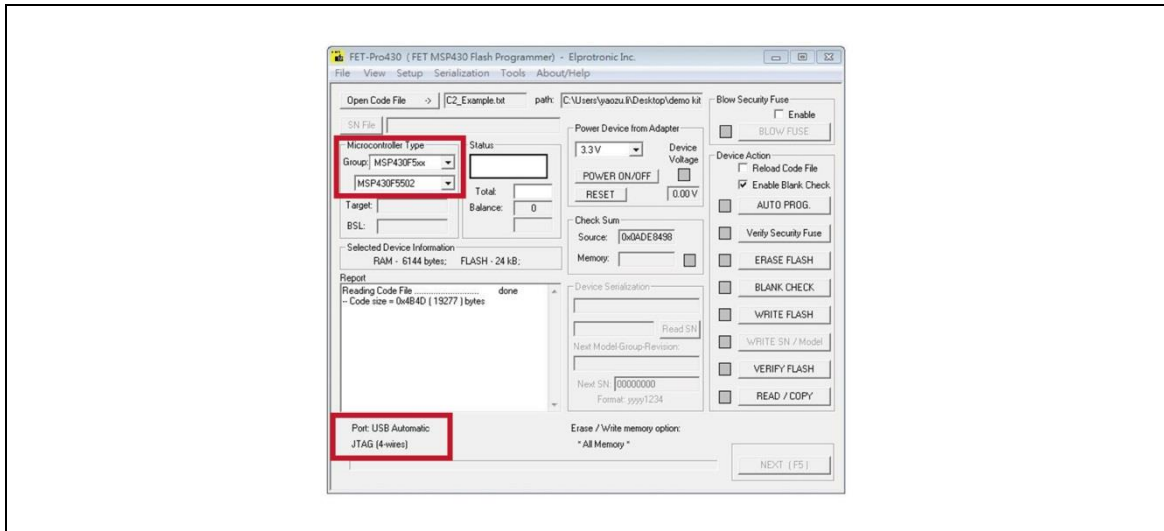 FET-Pro430 ( FET MSP430 Flash Programmer) - Elprotronic Inc.
File View Setup Serialization Tools About/Help
Open Code File -> C2_Example.txt path: C:\Users\yaozu.li\Desktop\demo kit
SN File
Microcontroller Type
Group: MSP430F5xx
MSP430F5502
Target:
BSL:
Status
Total:
Balance: 0
Selected Device Information
RAM - 6144 bytes; FLASH - 24 kB;
Report
Reading Code File ............................ done
-- Code size = 0x4B4D ( 19277 ) bytes
Power Device from Adapter
3.3 V
Device
Voltage
POWER ON/OFF
RESET 0.00 V
Check Sum
Source: 0x0ADE8498
Memory:
Device Serialization
Read SN
Next Model-Group-Revision:
Next SN: 00000000
Format: yyyy1234
Blow Security Fuse
Enable
BLOW FUSE
Device Action
Reload Code File
Enable Blank Check
AUTO PROG.
Verify Security Fuse
ERASE FLASH
BLANK CHECK
WRITE FLASH
WRITE SN / Model
VERIFY FLASH
READ / COPY
Port: USB Automatic
JTAG (4-wires)
Erase / Write memory option:
* All Memory *
NEXT ( F5 )